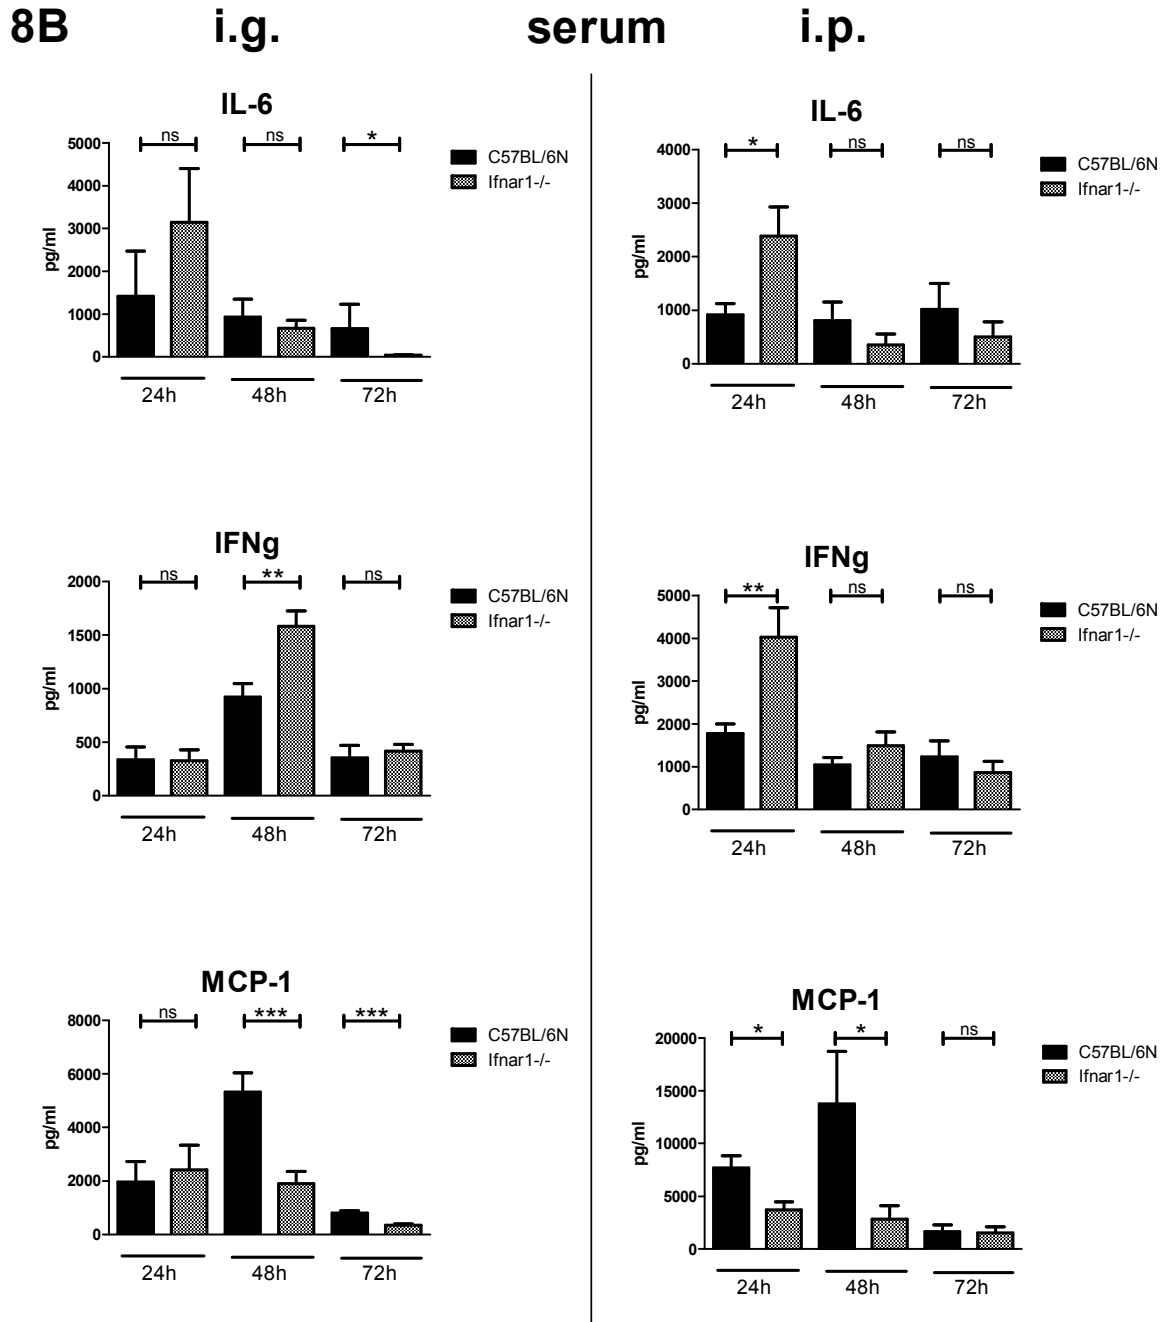 8B i.g. serum i.p.
IL-6
ns ns *
5000
4000
3000
2000
1000
0
pg/ml
C57BL/6N
Ifnar1-/-
24h 48h 72h
IL-6
* ns ns
4000
3000
2000
1000
0
pg/ml
C57BL/6N
Ifnar1-/-
24h 48h 72h
IFNg
ns ** ns
2000
1500
1000
500
0
pg/ml
C57BL/6N
Ifnar1-/-
24h 48h 72h
IFNg
** ns ns
5000
4000
3000
2000
1000
0
pg/ml
C57BL/6N
Ifnar1-/-
24h 48h 72h
MCP-1
ns *** ***
8000
6000
4000
2000
0
pg/ml
C57BL/6N
Ifnar1-/-
24h 48h 72h
MCP-1
* * ns
20000
15000
10000
5000
0
pg/ml
C57BL/6N
Ifnar1-/-
24h 48h 72h